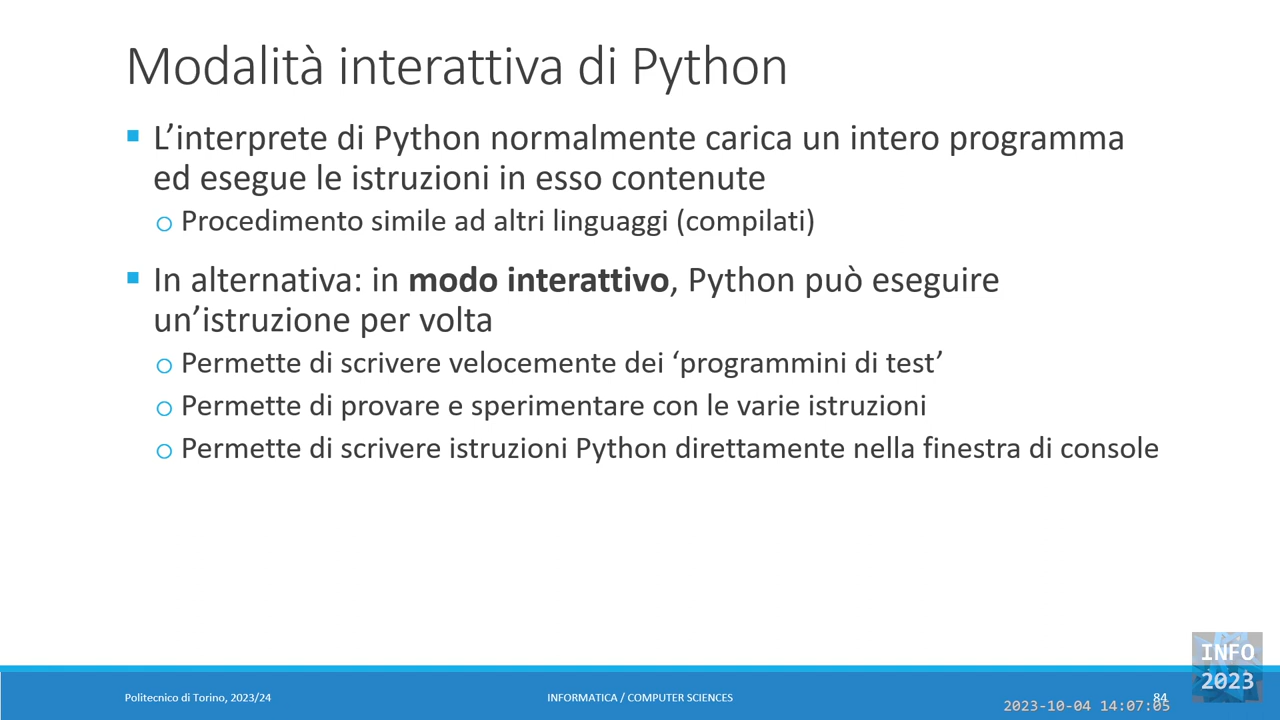 Modalità interattiva di Python
▪ L’interprete di Python normalmente carica un intero programma
ed esegue le istruzioni in esso contenute
o Procedimento simile ad altri linguaggi (compilati)
▪ In alternativa: in modo interattivo, Python può eseguire
un’istruzione per volta
o Permette di scrivere velocemente dei ‘programmini di test’
o Permette di provare e sperimentare con le varie istruzioni
o Permette di scrivere istruzioni Python direttamente nella finestra di console
INFO
2023
Politecnico di Torino, 2023/24
INFORMATICA / COMPUTER SCIENCES
84
2023-10-04 14:07:05